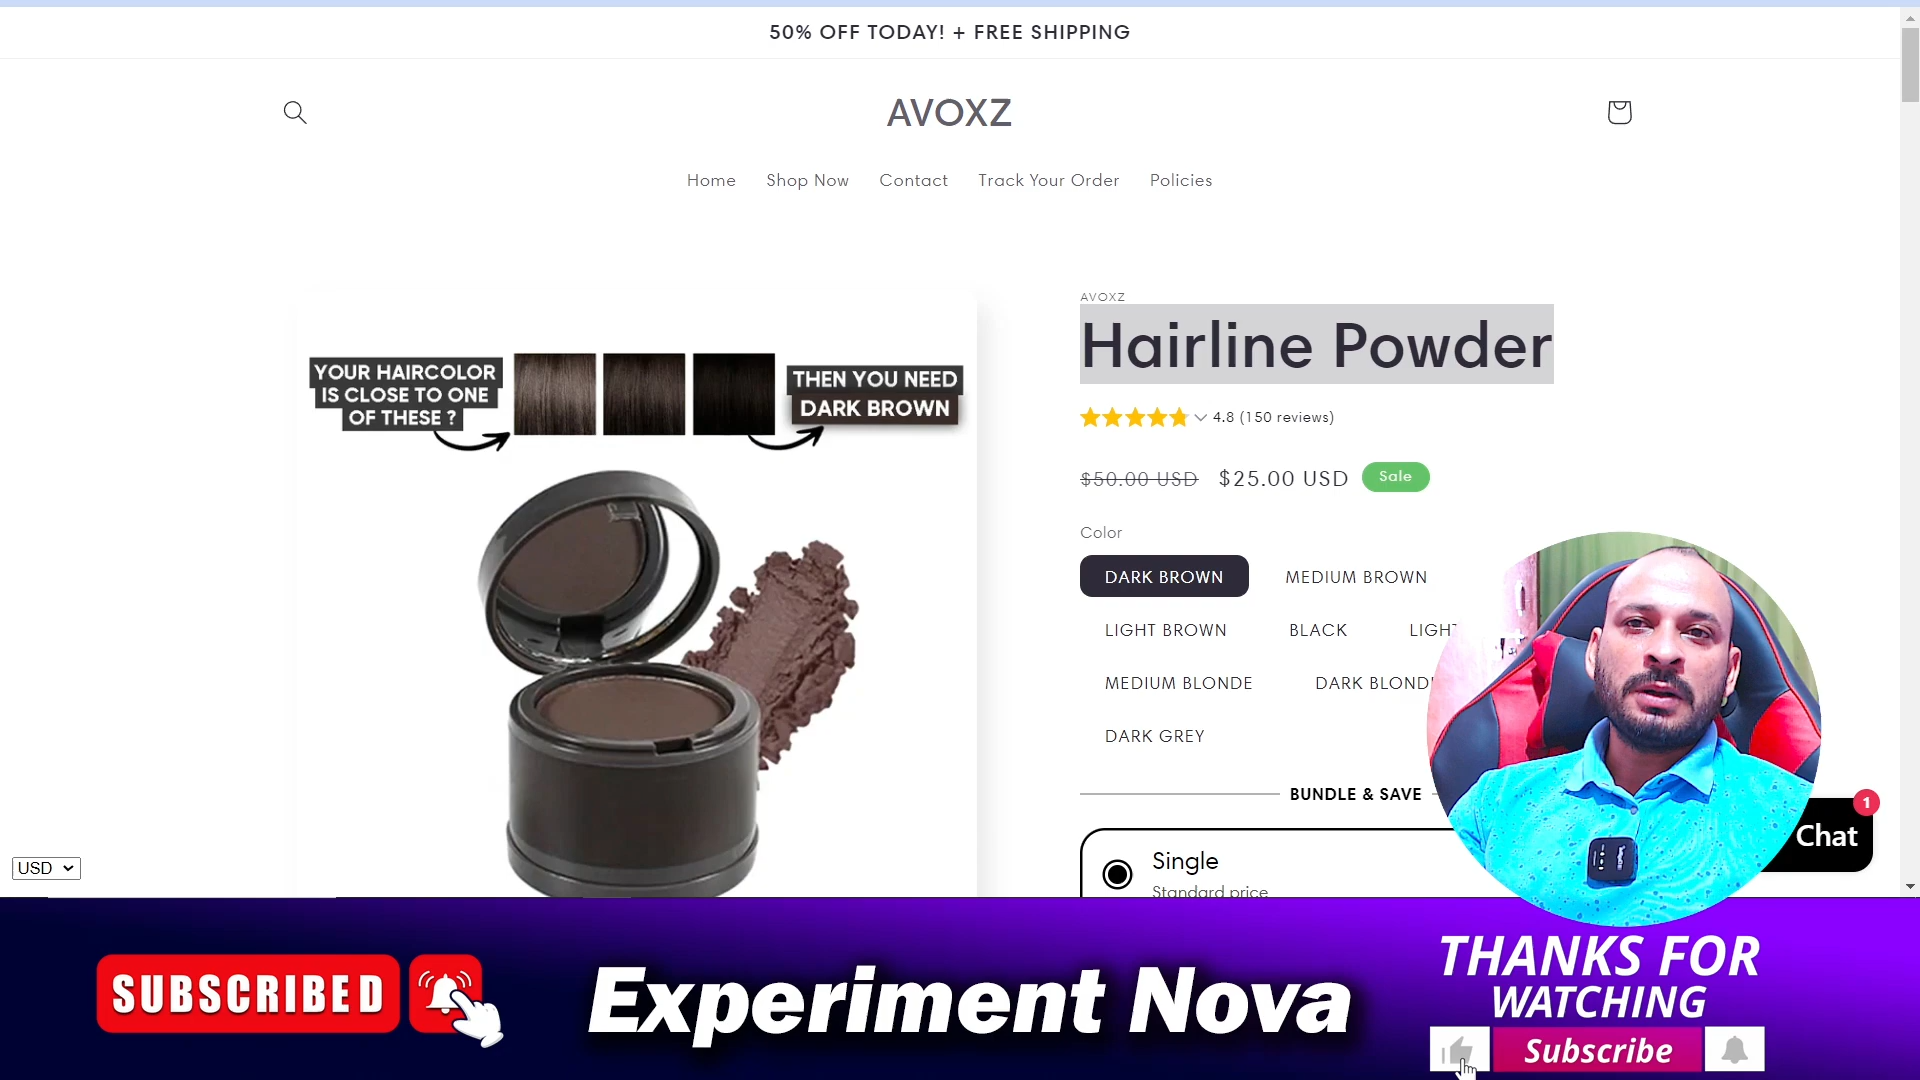 50% OFF TODAY! + FREE SHIPPING
AVOXZ
Home Shop Now Contact Track Your Order Policies
YOUR HAIRCOLOR
IS CLOSE TO ONE
OF THESE ?
THEN YOU NEED
DARK BROWN
AVOXZ
Hairline Powder
4.8 (150 reviews)
$50.00 USD $25.00 USD Sale
Color
DARK BROWN MEDIUM BROWN
LIGHT BROWN BLACK LIGHT
MEDIUM BLONDE DARK BLOND
DARK GREY
BUNDLE & SAVE
Single
Standard price
1
Chat
USD
SUBSCRIBED
Experiment Nova
THANKS FOR
WATCHING
Subscribe